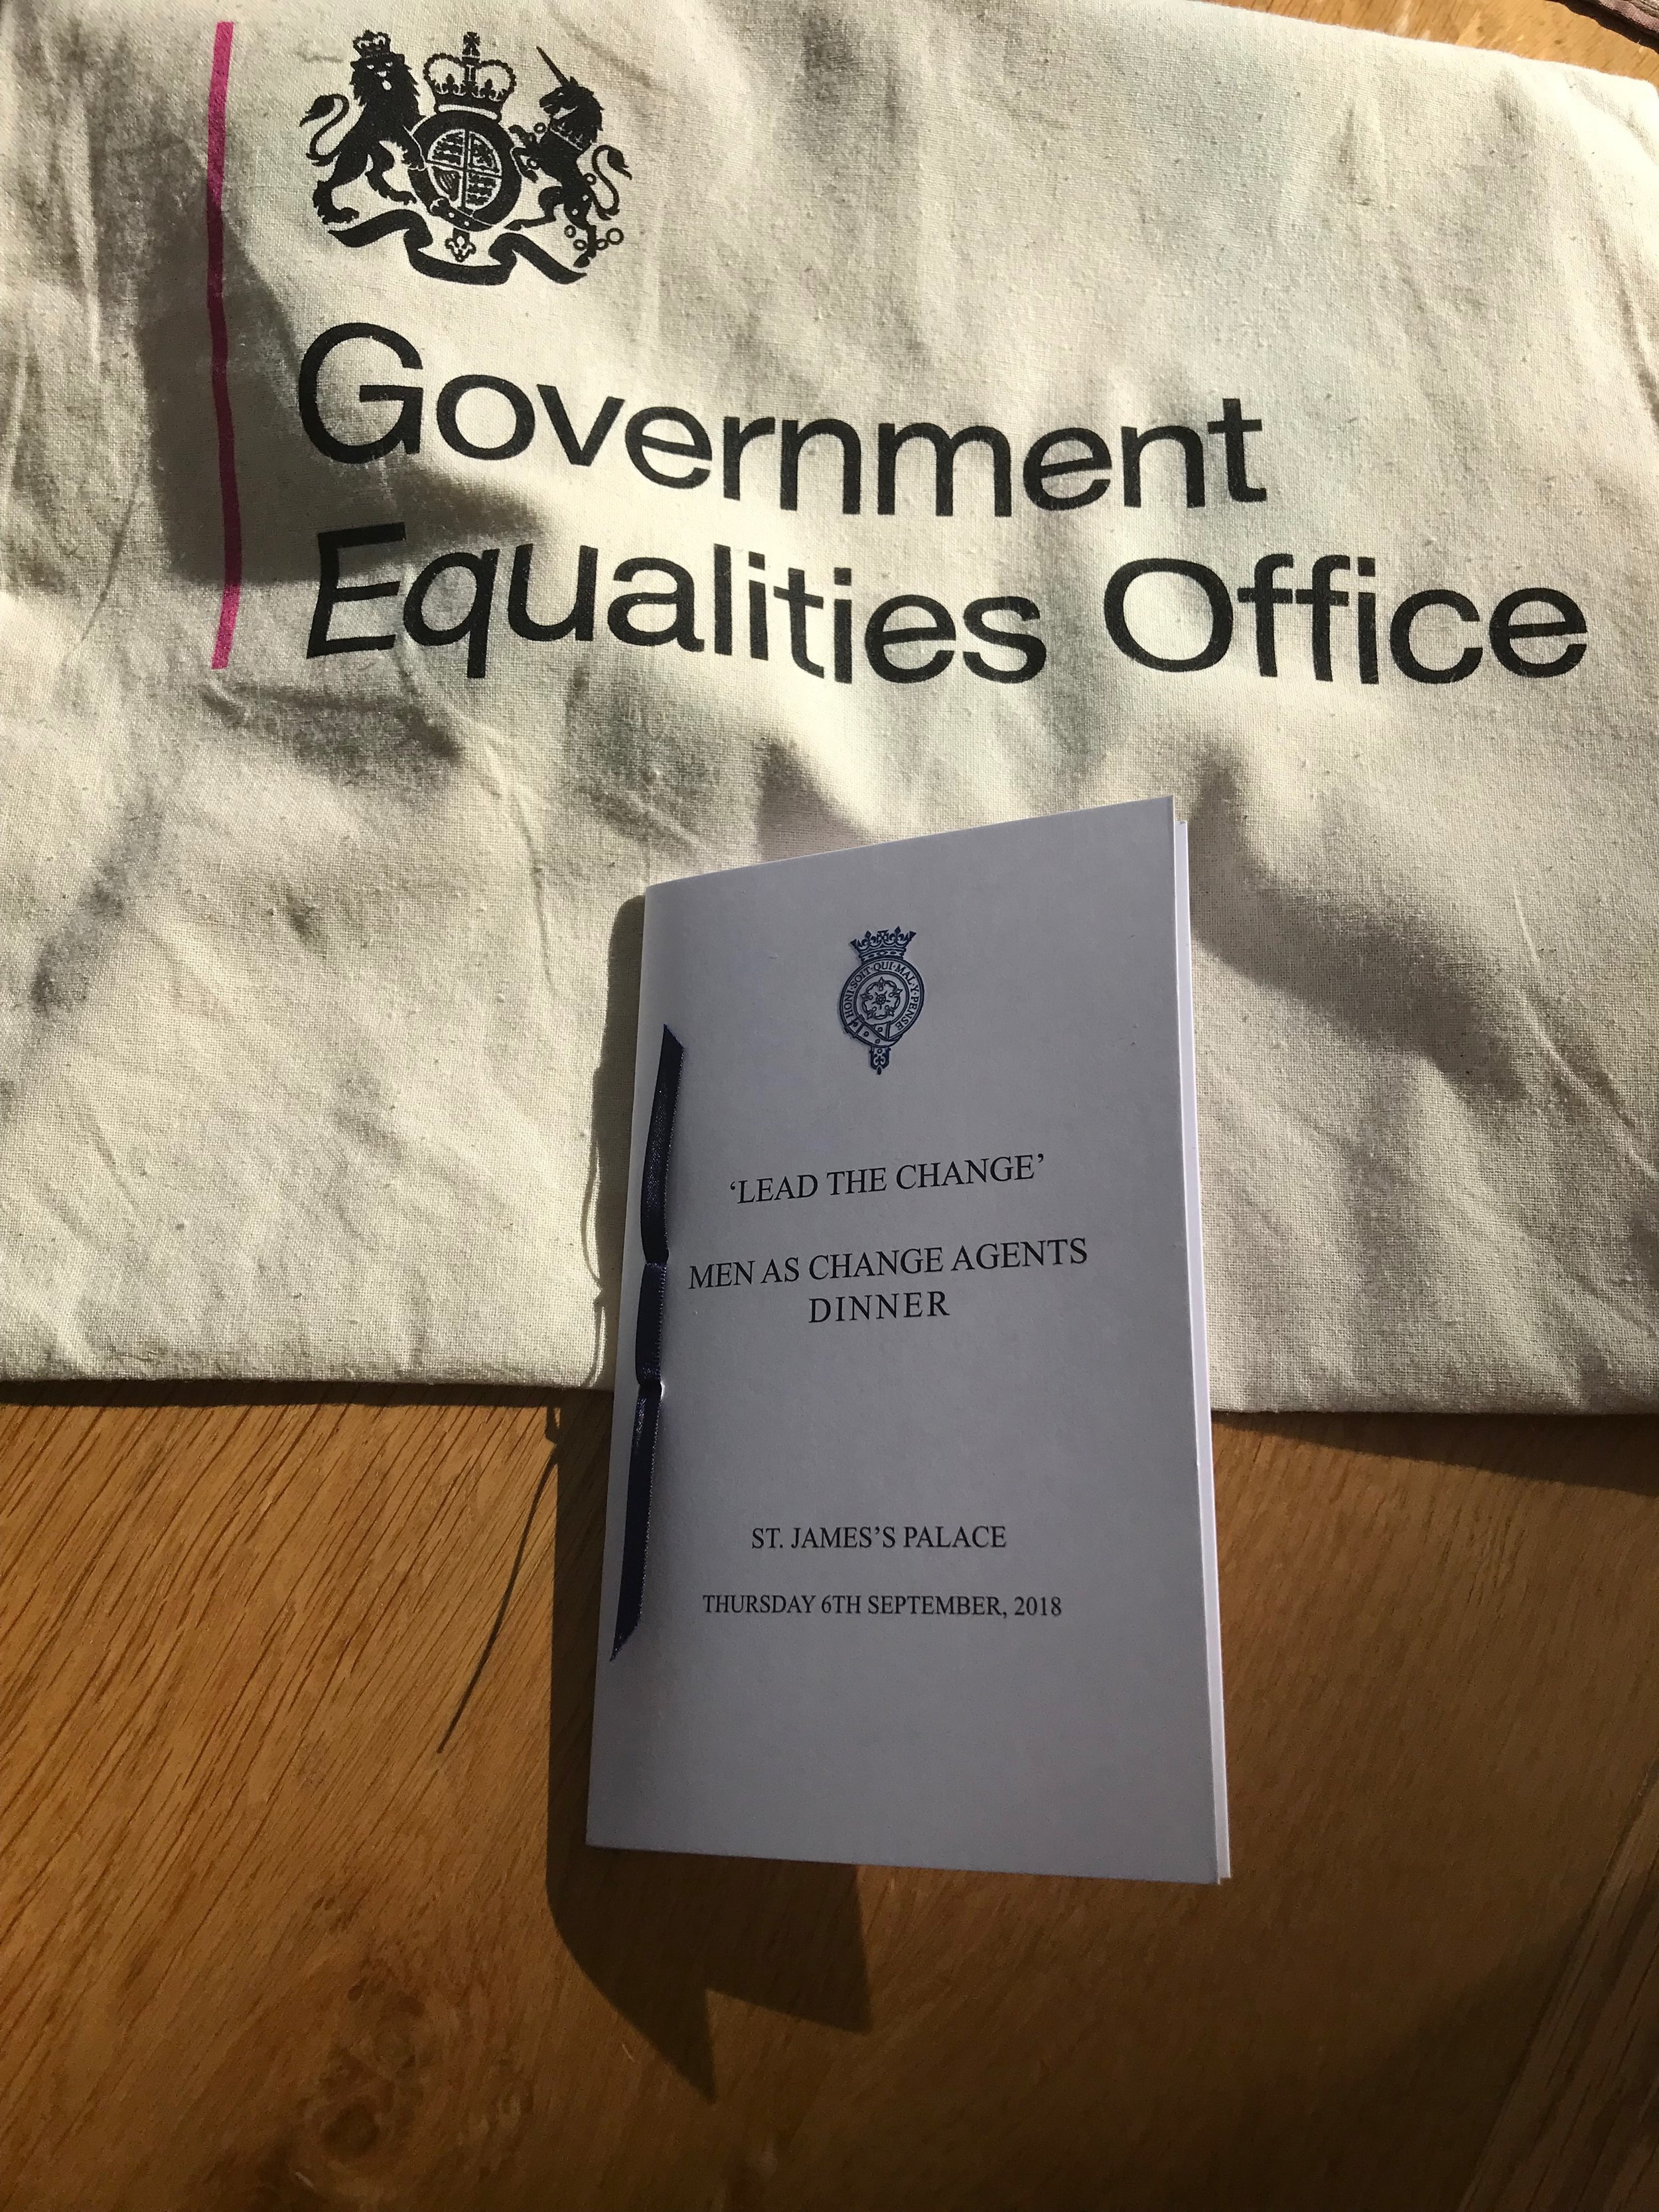 Government
Equalities Office
HONI·SOIT·QUI·MAL·Y·PENSE
‘LEAD THE CHANGE’
MEN AS CHANGE AGENTS
DINNER
ST. JAMES’S PALACE
THURSDAY 6TH SEPTEMBER, 2018